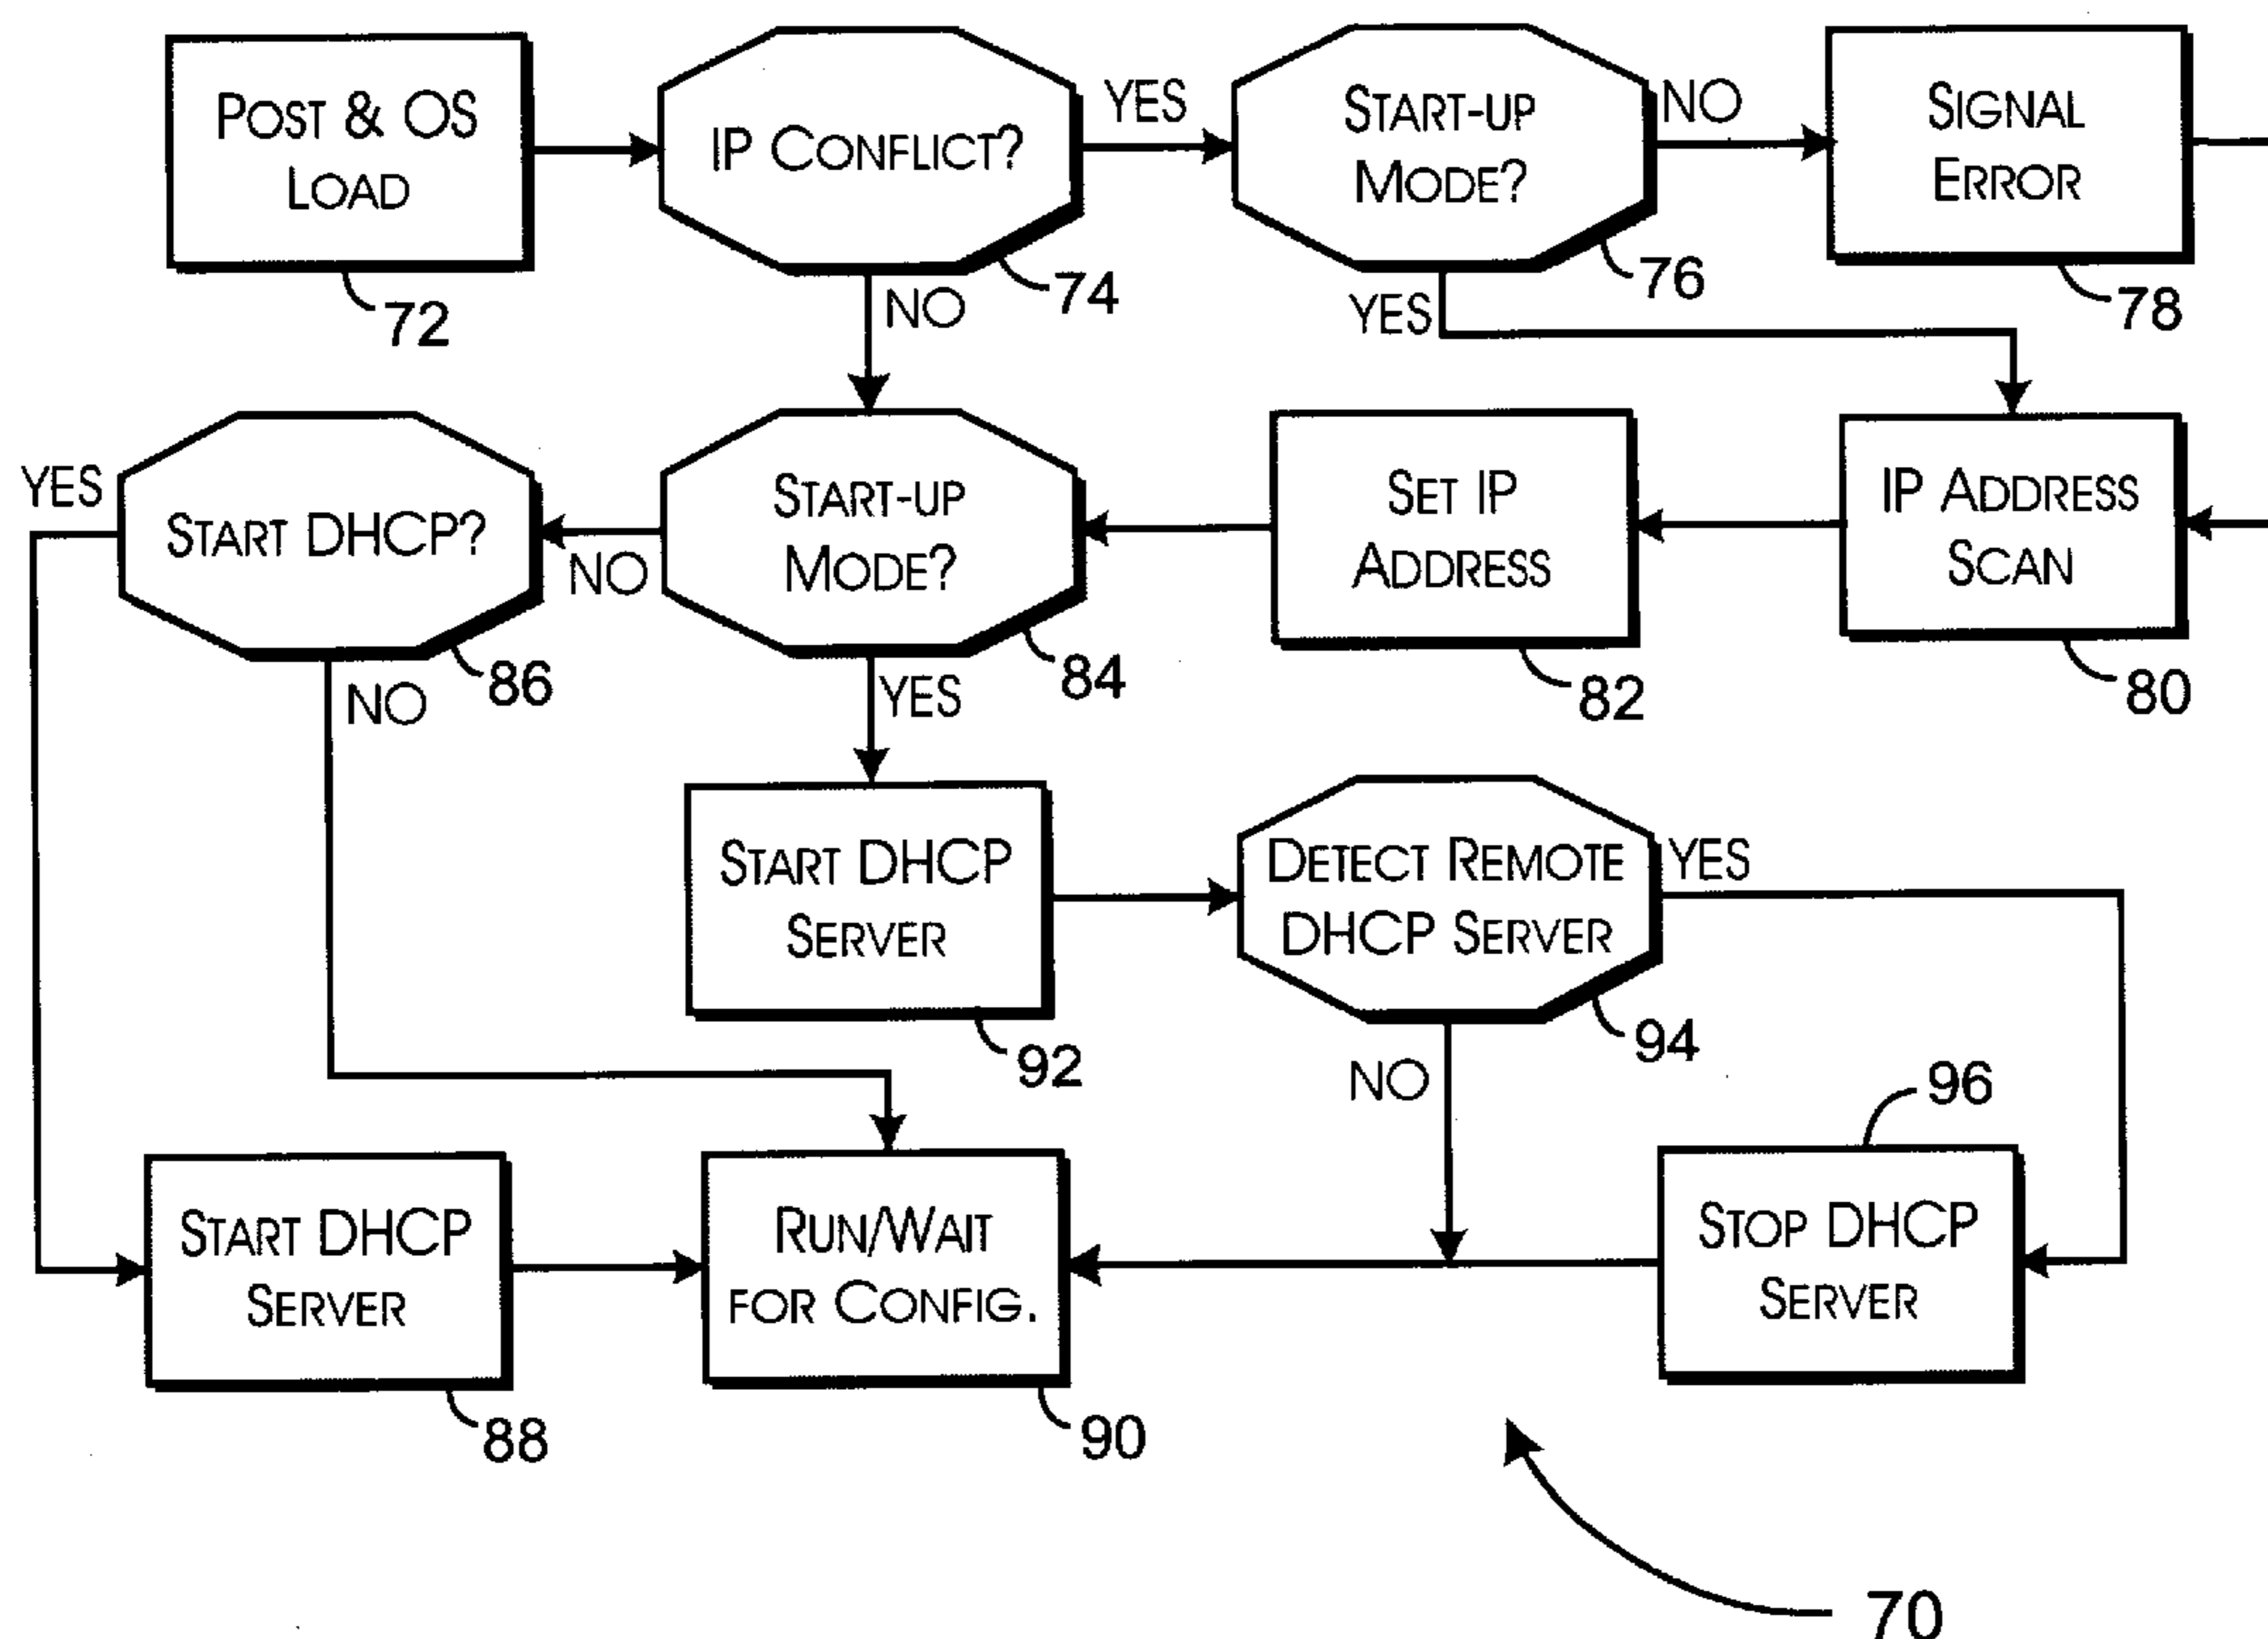 POST & OS
LOAD
72
IP CONFLICT?
74
YES
NO
START-UP
MODE?
76
NO
YES
SIGNAL
ERROR
78
YES
START DHCP?
86
NO
NO
START-UP
MODE?
84
YES
SET IP
ADDRESS
82
IP ADDRESS
SCAN
80
START DHCP
SERVER
92
DETECT REMOTE
DHCP SERVER
94
YES
NO
96
START DHCP
SERVER
88
RUN/WAIT
FOR CONFIG.
90
STOP DHCP
SERVER
70